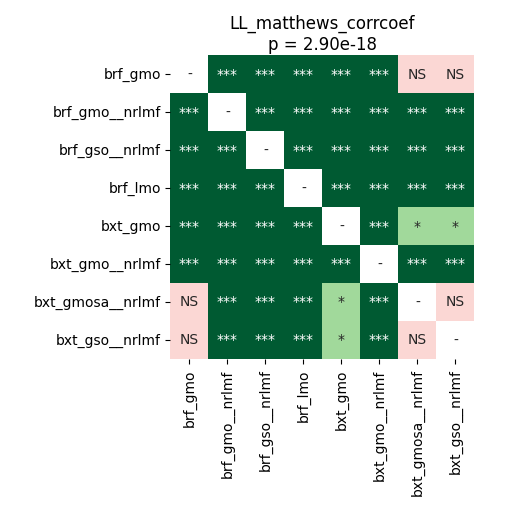 LL_matthews_corrcoef
p = 2.90e-18
brf_gmo - *** *** *** *** *** NS NS
brf_gmo__nrlmf *** - *** *** *** *** *** ***
brf_gso__nrlmf *** *** - *** *** *** *** ***
brf_lmo *** *** *** - *** *** *** ***
bxt_gmo *** *** *** *** - *** * *
bxt_gmo__nrlmf *** *** *** *** *** - *** ***
bxt_gmosa__nrlmf NS *** *** *** * *** - NS
bxt_gso__nrlmf NS *** *** *** * *** NS -
brf_gmo
brf_gmo__nrlmf
brf_gso__nrlmf
brf_lmo
bxt_gmo
bxt_gmo__nrlmf
bxt_gmosa__nrlmf
bxt_gso__nrlmf